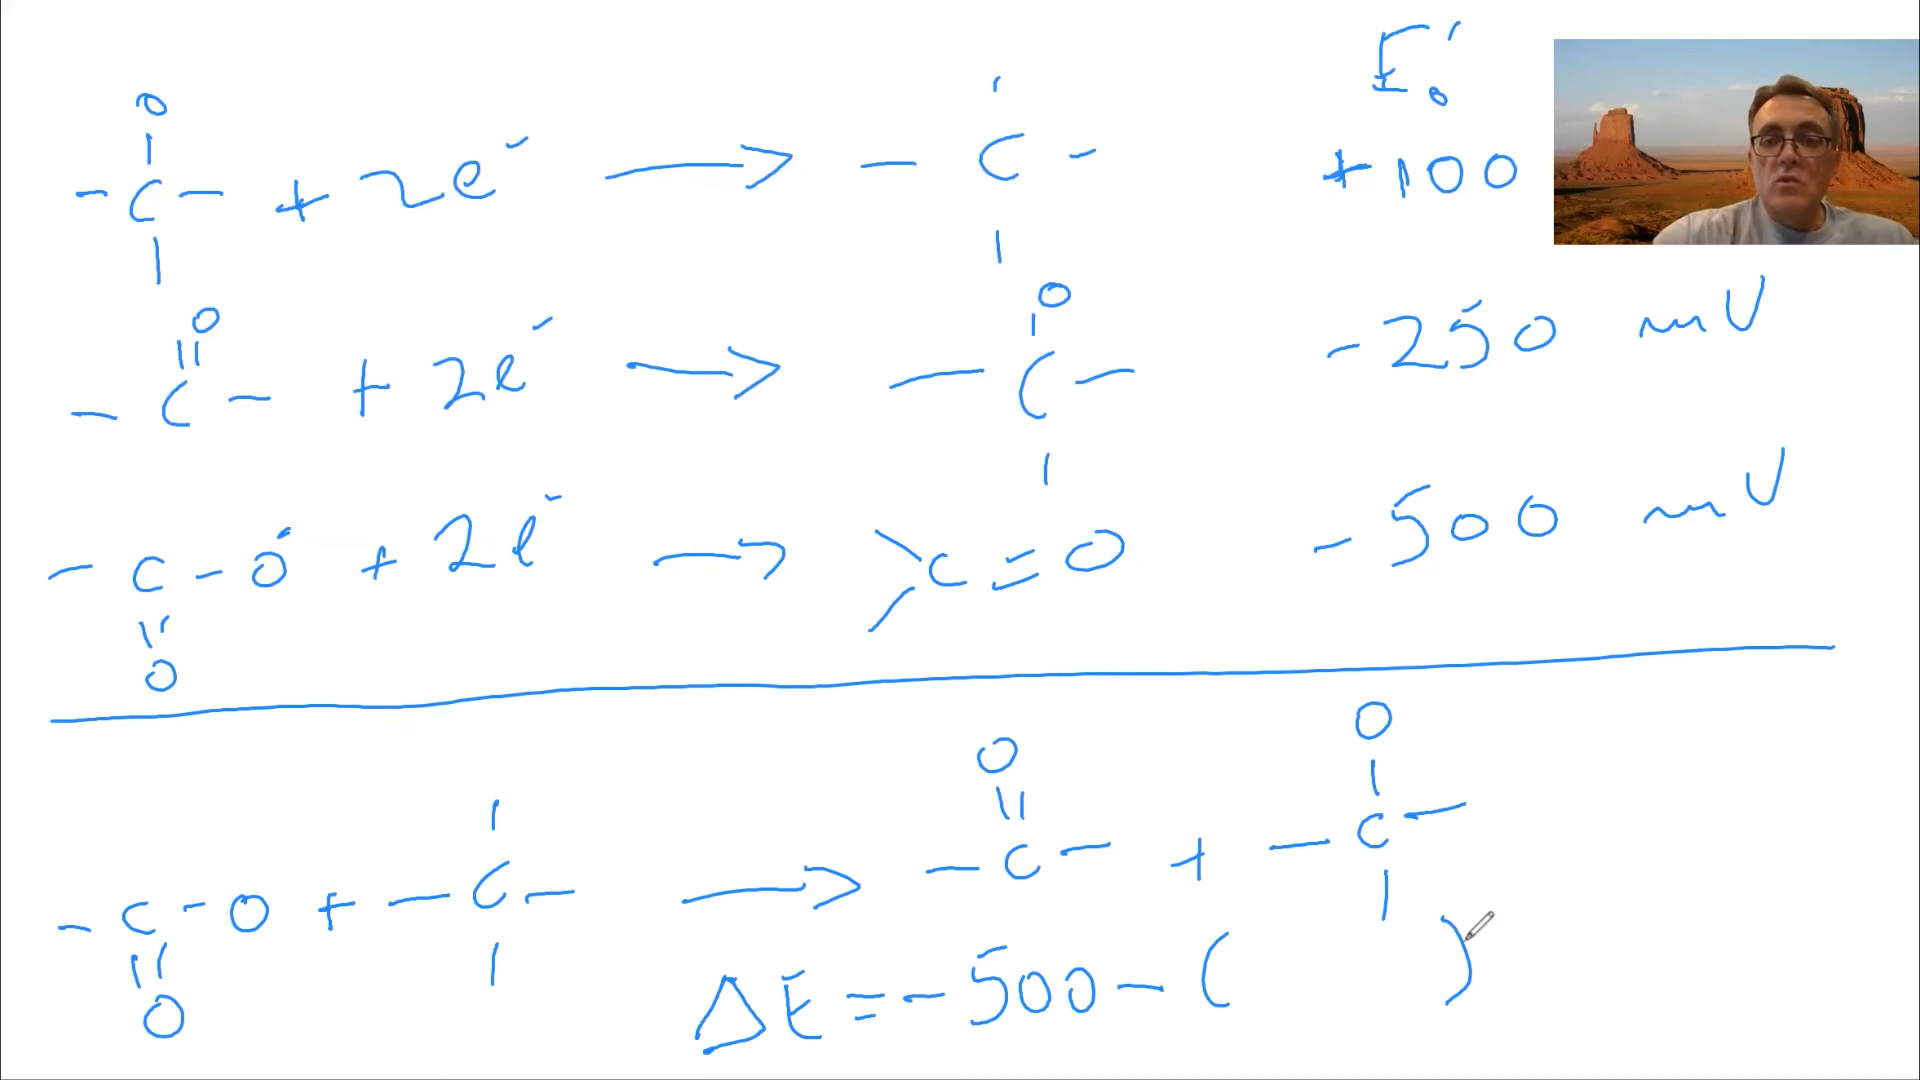 E₀'
O
- C - + 2e⁻ → - C - +100
O O
- C - + 2e⁻ → - C - -250 mV
- C - O⁻ + 2e⁻ → C = O -500 mV
O
O O
- C - O + - C - → - C - + - C -
O
ΔE = -500 - ( )